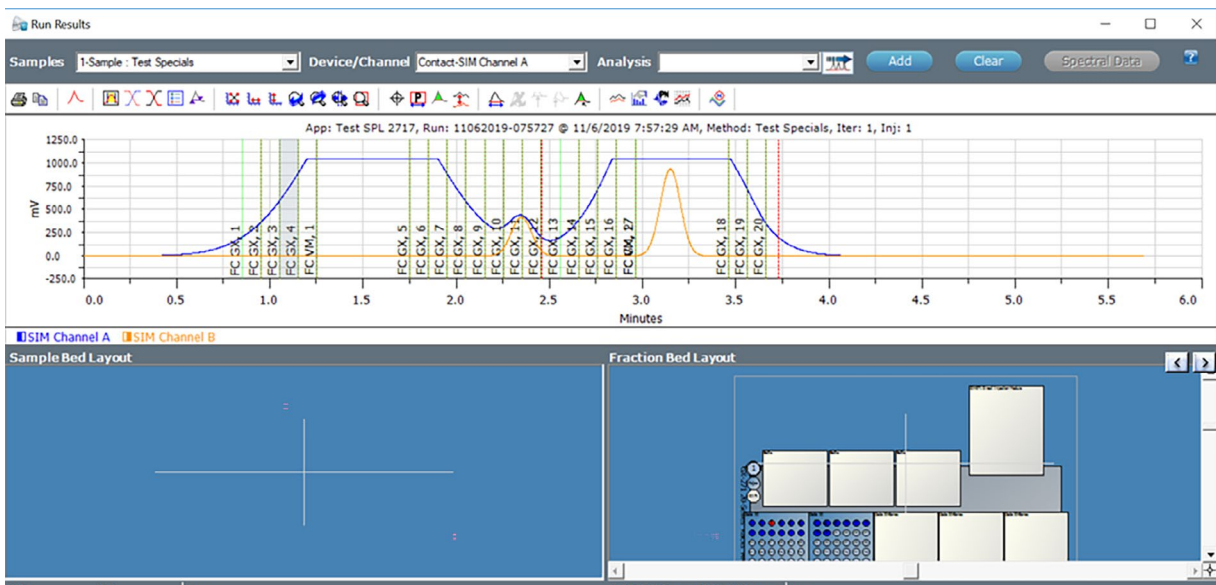 Run Results
Samples 1-Sample : Test Specials Device/Channel Contact-SIM Channel A Analysis Add Clear Spectral Data ?
App: Test SPL 2717, Run: 11062019-075727 @ 11/6/2019 7:57:29 AM, Method: Test Specials, Iter: 1, Inj: 1
1250.0
1000.0
750.0
500.0
250.0
0.0
-250.0
mV
FC GX, 1
FC GX, 2
FC GX, 3
FC GX, 4
FC VM, 1
FC GX, 5
FC GX, 6
FC GX, 7
FC GX, 8
FC GX, 9
FC GX, 10
FC GX, 11
FC GX, 12
FC GX, 13
FC GX, 14
FC GX, 15
FC GX, 16
FC GX, 18
FC GX, 19
FC GX, 20
0.0 0.5 1.0 1.5 2.0 2.5 3.0 3.5 4.0 4.5 5.0 5.5 6.0
Minutes
SIM Channel A SIM Channel B
Sample Bed Layout Fraction Bed Layout